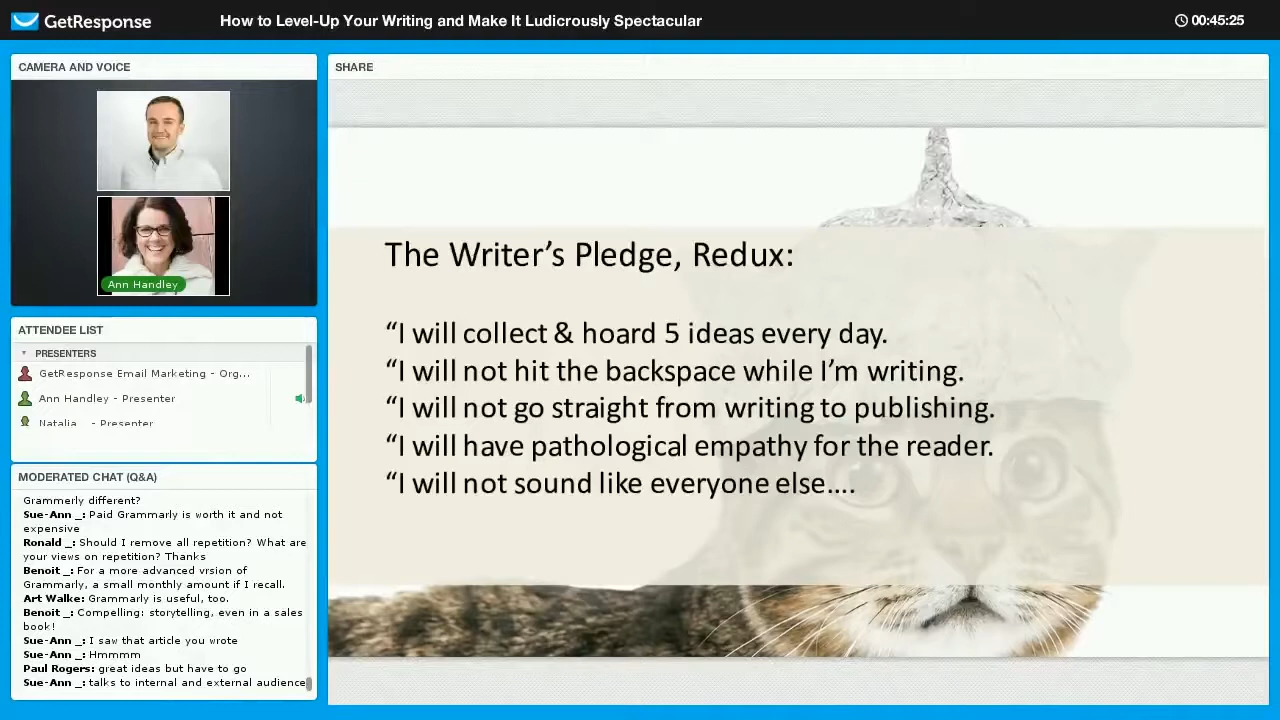 GetResponse
How to Level-Up Your Writing and Make It Ludicrously Spectacular
00:45:25
CAMERA AND VOICE
Ann Handley
ATTENDEE LIST
PRESENTERS
GetResponse Email Marketing - Org...
Ann Handley - Presenter
Natalia _ - Presenter
MODERATED CHAT (Q&A)
Grammerly different?
Sue-Ann _: Paid Grammarly is worth it and not
expensive
Ronald _: Should I remove all repetition? What are
your views on repetition? Thanks
Benoit _: For a more advanced vrsion of
Grammarly, a small monthly amount if I recall.
Art Walke: Grammarly is useful, too.
Benoit _: Compelling: storytelling, even in a sales
book!
Sue-Ann _: I saw that article you wrote
Sue-Ann _: Hmmmm
Paul Rogers: great ideas but have to go
Sue-Ann _: talks to internal and external audience
SHARE
The Writer’s Pledge, Redux:
“I will collect & hoard 5 ideas every day.
“I will not hit the backspace while I’m writing.
“I will not go straight from writing to publishing.
“I will have pathological empathy for the reader.
“I will not sound like everyone else....